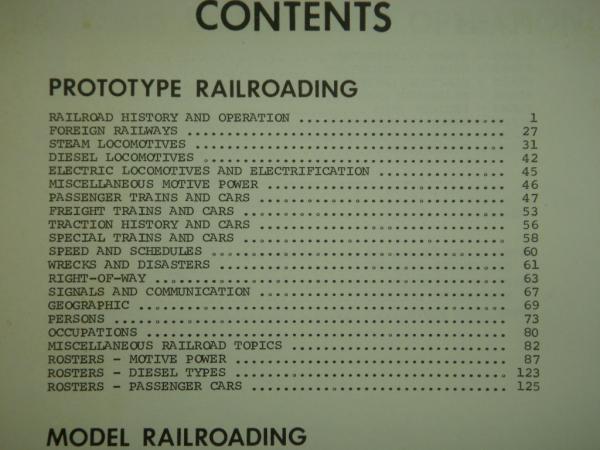 CONTENTS
PROTOTYPE RAILROADING
RAILROAD HISTORY AND OPERATION ........................... 1
FOREIGN RAILWAYS ........................................ 27
STEAM LOCOMOTIVES ....................................... 31
DIESEL LOCOMOTIVES ...................................... 42
ELECTRIC LOCOMOTIVES AND ELECTRIFICATION ................ 45
MISCELLANEOUS MOTIVE POWER .............................. 46
PASSENGER TRAINS AND CARS ............................... 47
FREIGHT TRAINS AND CARS ................................. 53
TRACTION HISTORY AND CARS ............................... 56
SPECIAL TRAINS AND CARS ................................. 58
SPEED AND SCHEDULES ..................................... 60
WRECKS AND DISASTERS .................................... 61
RIGHT-OF-WAY ............................................ 63
SIGNALS AND COMMUNICATION ............................... 67
GEOGRAPHIC .............................................. 69
PERSONS ................................................. 73
OCCUPATIONS ............................................. 80
MISCELLANEOUS RAILROAD TOPICS ........................... 82
ROSTERS - MOTIVE POWER .................................. 87
ROSTERS - DIESEL TYPES .................................. 123
ROSTERS - PASSENGER CARS ................................ 125
MODEL RAILROADING